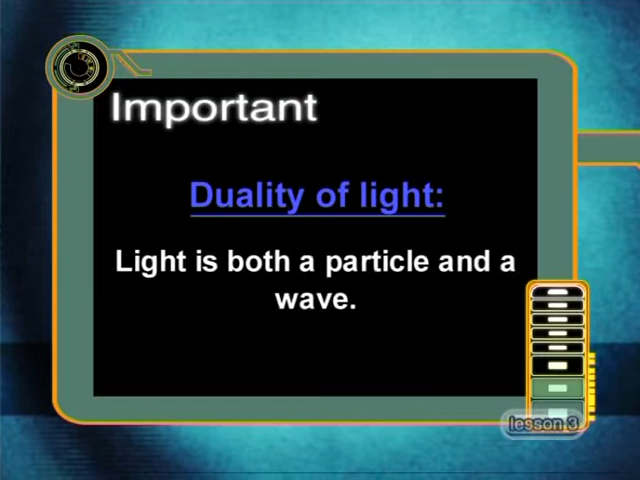 Important
Duality of light:
Light is both a particle and a
wave.
lesson 3